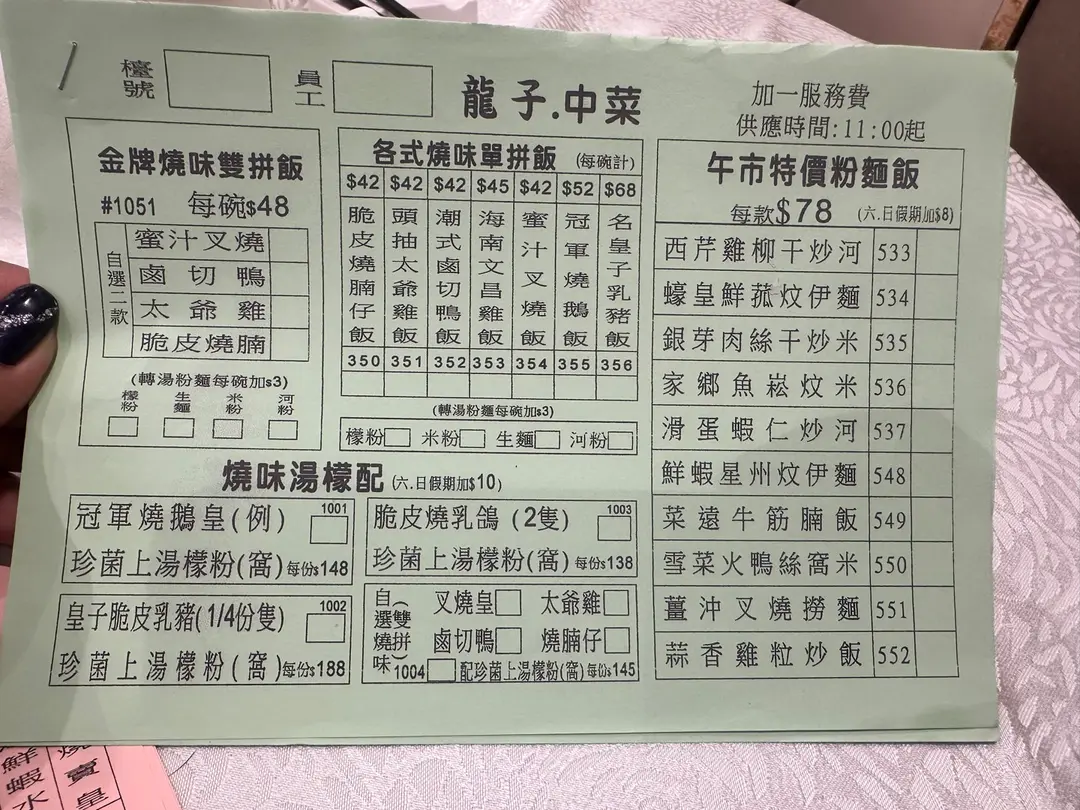 檯號
員工
龍子.中菜
加一服務費
供應時間:11:00起
金牌燒味雙拼飯
#1051 每碗$48
自選二款
蜜汁叉燒
鹵切鴨
太爺雞
脆皮燒腩
(轉湯粉麵每碗加$3)
檬粉 生麵 米粉 河粉
各式燒味單拼飯 (每碗計)
$42 $42 $42 $45 $42 $52 $68
脆皮燒腩仔飯
頭抽太爺雞飯
潮式鹵切鴨飯
海南文昌雞飯
蜜汁叉燒飯
冠軍燒鵝飯
名皇子乳豬飯
350 351 352 353 354 355 356
(轉湯粉麵每碗加$3)
檬粉 米粉 生麵 河粉
午市特價粉麵飯
每款$78 (六.日假期加$8)
西芹雞柳干炒河 533
蠔皇鮮菰炆伊麵 534
銀芽肉絲干炒米 535
家鄉魚崧炆米 536
滑蛋蝦仁炒河 537
鮮蝦星州炆伊麵 548
菜遠牛筋腩飯 549
雪菜火鴨絲窩米 550
薑沖叉燒撈麵 551
蒜香雞粒炒飯 552
燒味湯檬配 (六.日假期加$10)
冠軍燒鵝皇(例) 1001
珍菌上湯檬粉(窩)每份$148
脆皮燒乳鴿 (2隻) 1003
珍菌上湯檬粉(窩)每份$138
皇子脆皮乳豬(1/4份隻) 1002
珍菌上湯檬粉(窩)每份$188
自選燒味
(雙拼)
叉燒皇 太爺雞
鹵切鴨 燒腩仔
1004 配珍菌上湯檬粉(窩)每份$145
鮮蝦水
燒賣皇